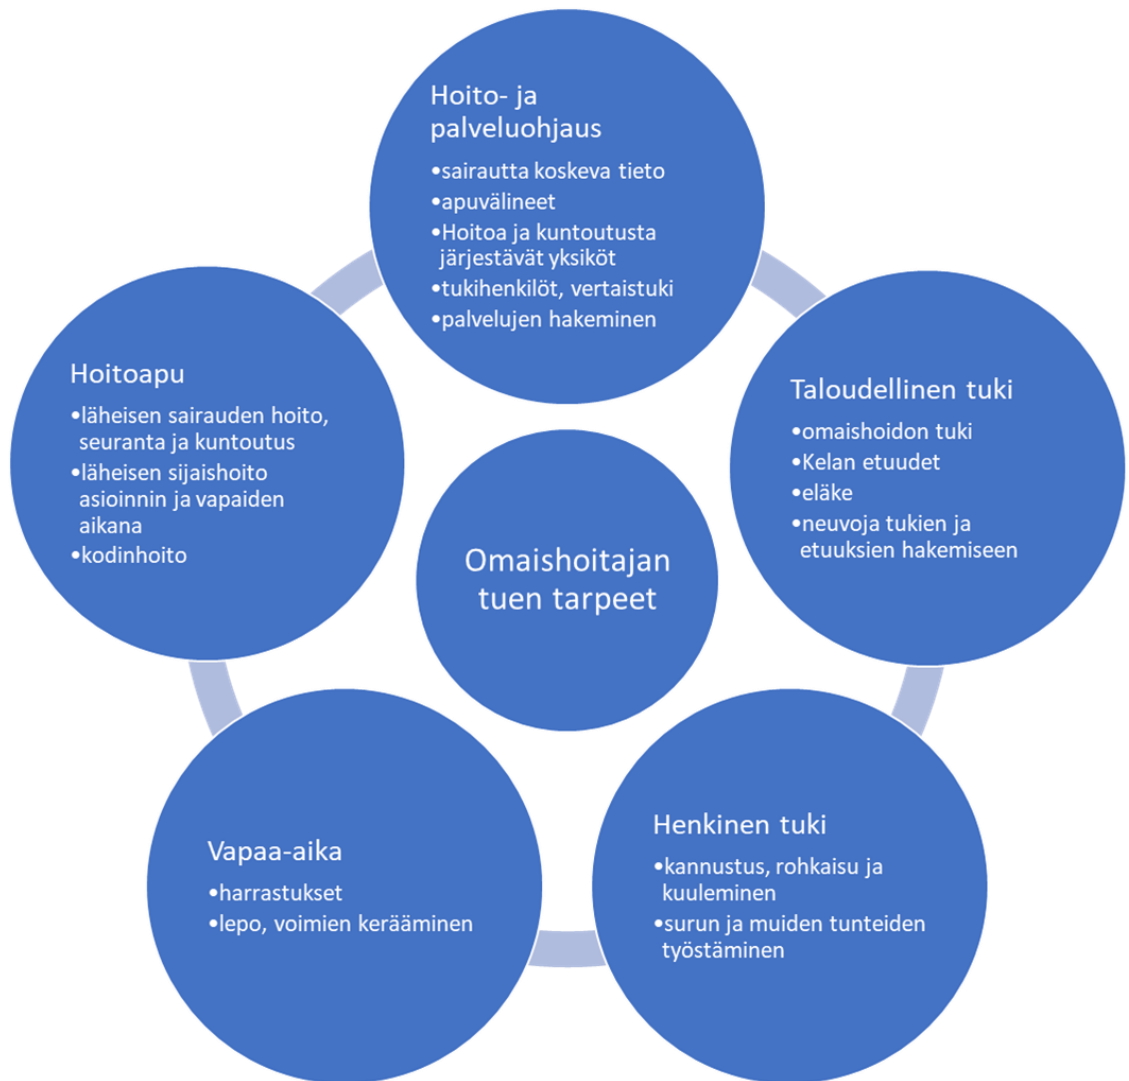 Hoito- ja
palveluohjaus
•sairautta koskeva tieto
•apuvälineet
•Hoitoa ja kuntoutusta
järjestävät yksiköt
•tukihenkilöt, vertaistuki
•palvelujen hakeminen
Taloudellinen tuki
•omaishoidon tuki
•Kelan etuudet
•eläke
•neuvoja tukien ja
etuuksien hakemiseen
Henkinen tuki
•kannustus, rohkaisu ja
kuuleminen
•surun ja muiden tunteiden
työstäminen
Vapaa-aika
•harrastukset
•lepo, voimien kerääminen
Hoitoapu
•läheisen sairauden hoito,
seuranta ja kuntoutus
•läheisen sijaishoito
asioinnin ja vapaiden
aikana
•kodinhoito
Omaishoitajan
tuen tarpeet